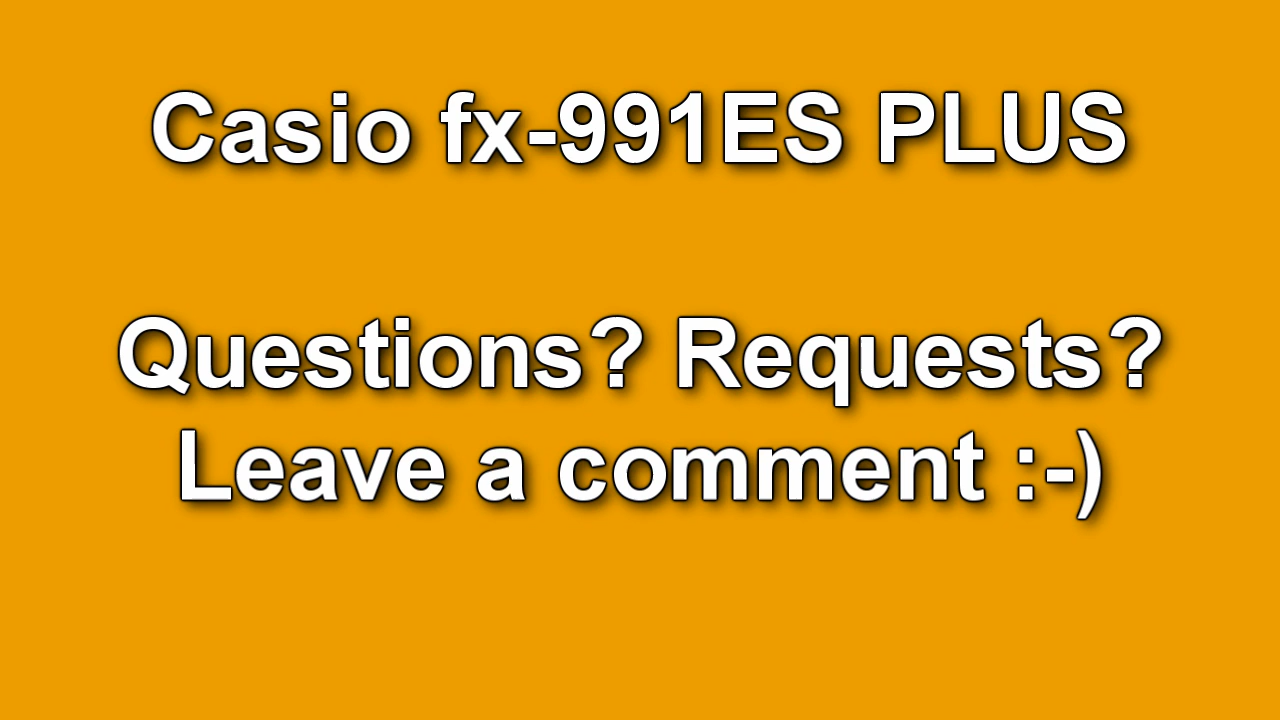 Casio fx-991ES PLUS
Questions? Requests?
Leave a comment :-)